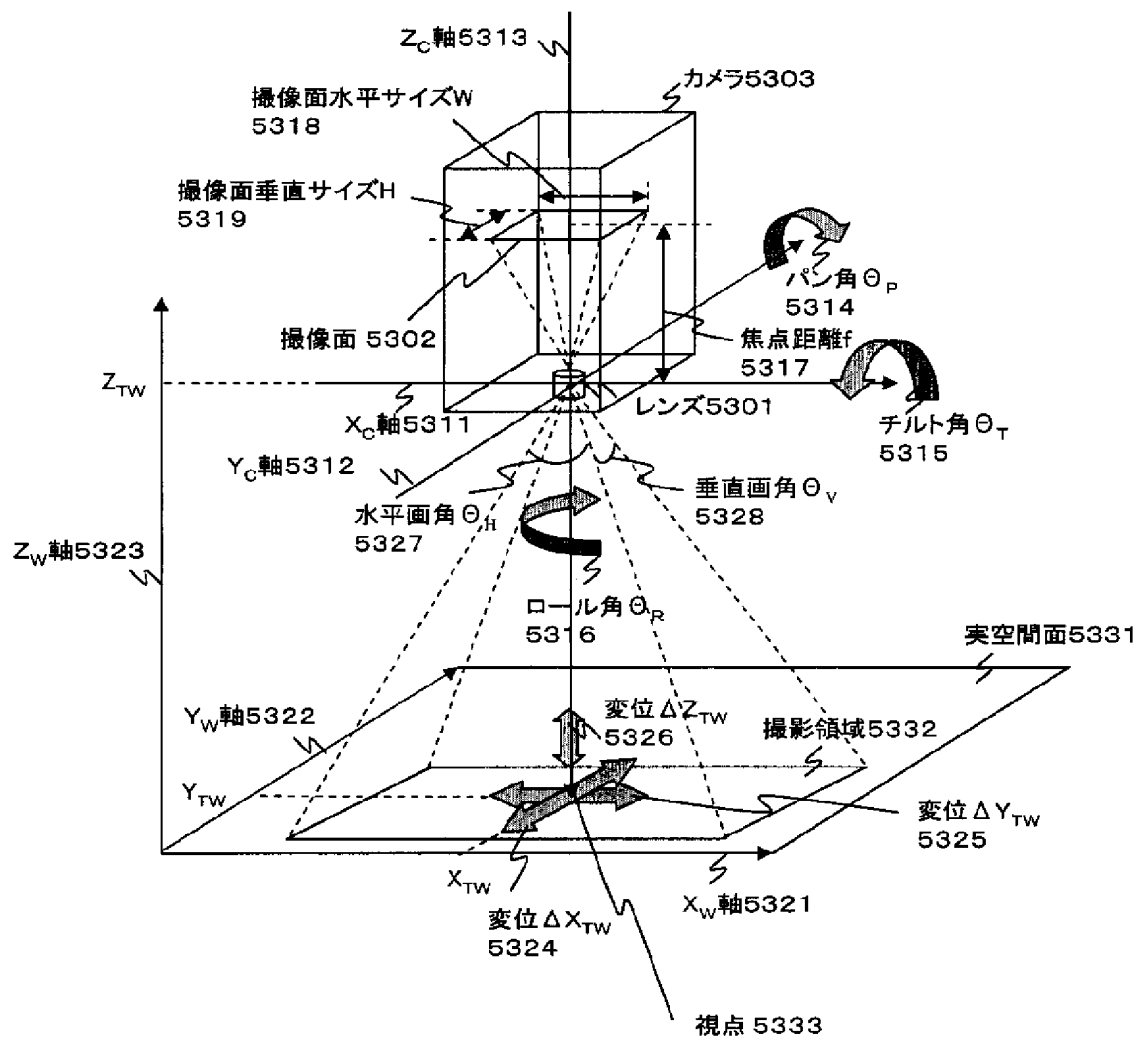 Z_C軸5313
カメラ5303
撮像面水平サイズW
5318
撮像面垂直サイズH
5319
パン角Θ_P
5314
撮像面 5302
焦点距離f
5317
Z_TW
レンズ5301
X_C軸5311
チルト角Θ_T
5315
Y_C軸5312
垂直画角Θ_V
5328
水平画角Θ_H
5327
Z_W軸5323
ロール角Θ_R
5316
実空間面5331
Y_W軸5322
変位ΔZ_TW
5326
撮影領域5332
Y_TW
変位ΔY_TW
5325
X_TW
X_W軸5321
変位ΔX_TW
5324
視点 5333